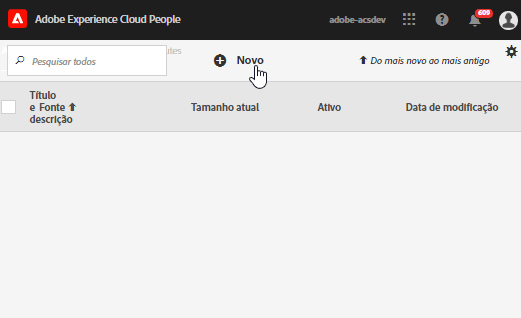 Adobe Experience Cloud People
adobe-acsdev
609
Pesquisar todos
Novo
Do mais novo ao mais antigo
Título
e Fonte
descrição
Tamanho atual
Ativo
Data de modificação